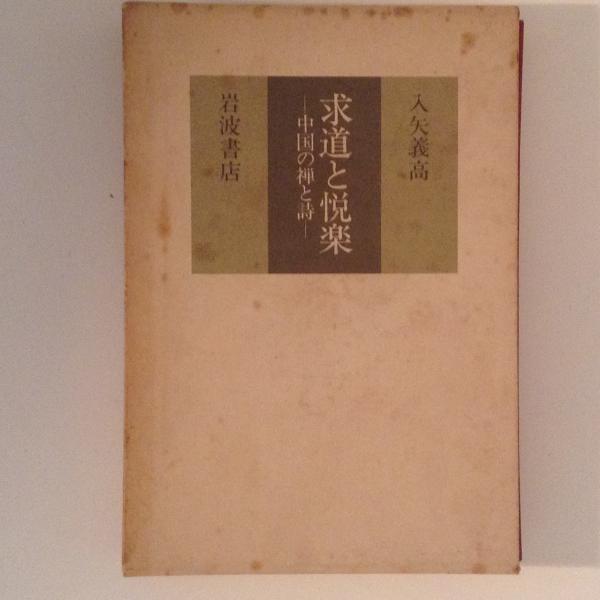 入矢義高
求道と悦楽
―中国の禅と詩―
岩波書店